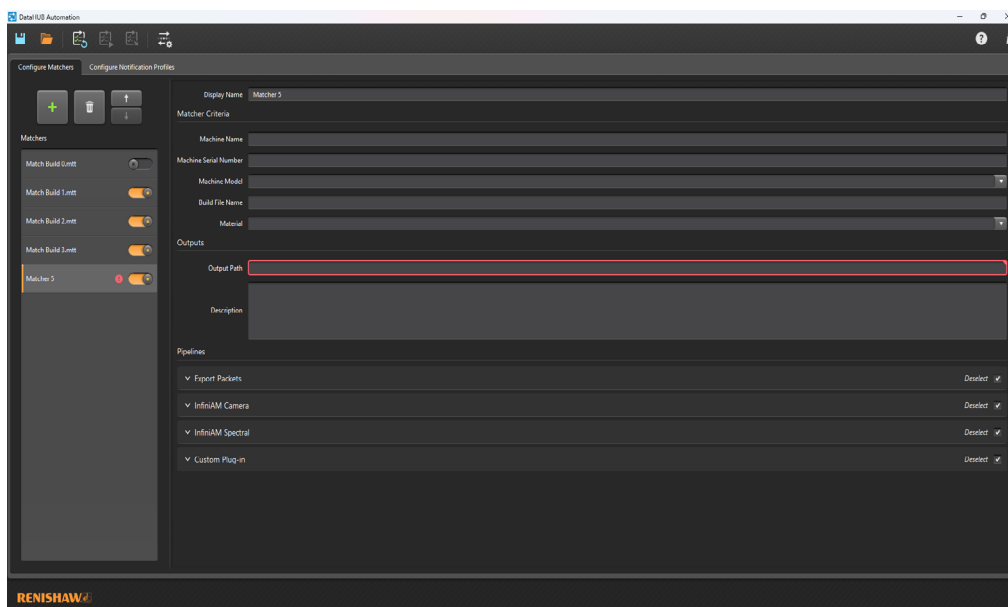 DataHUB Automation
Configure Matchers
Configure Notification Profiles
Matchers
Match Build 0.mtt
Match Build 1.mtt
Match Build 2.mtt
Match Build 3.mtt
Matcher 5
Display Name Matcher 5
Matcher Criteria
Machine Name
Machine Serial Number
Machine Model
Build File Name
Material
Outputs
Output Path
Description
Pipelines
Export Packets Deselect
InfiniAM Camera Deselect
InfiniAM Spectral Deselect
Custom Plug-in Deselect
RENISHAW